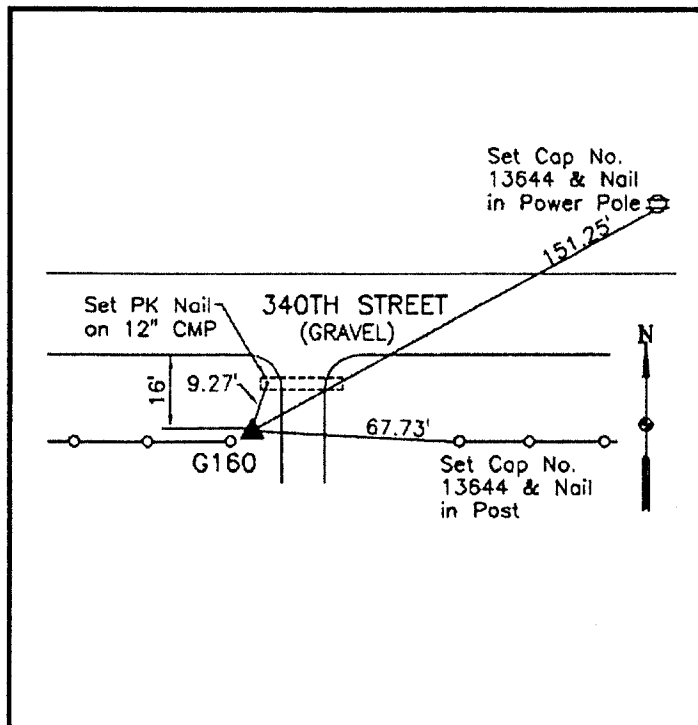 Set Cap No.
13644 & Nail
in Power Pole
151.25'
Set PK Nail
on 12" CMP
340TH STREET
(GRAVEL)
N
16'
9.27'
67.73'
G160
Set Cap No.
13644 & Nail
in Post